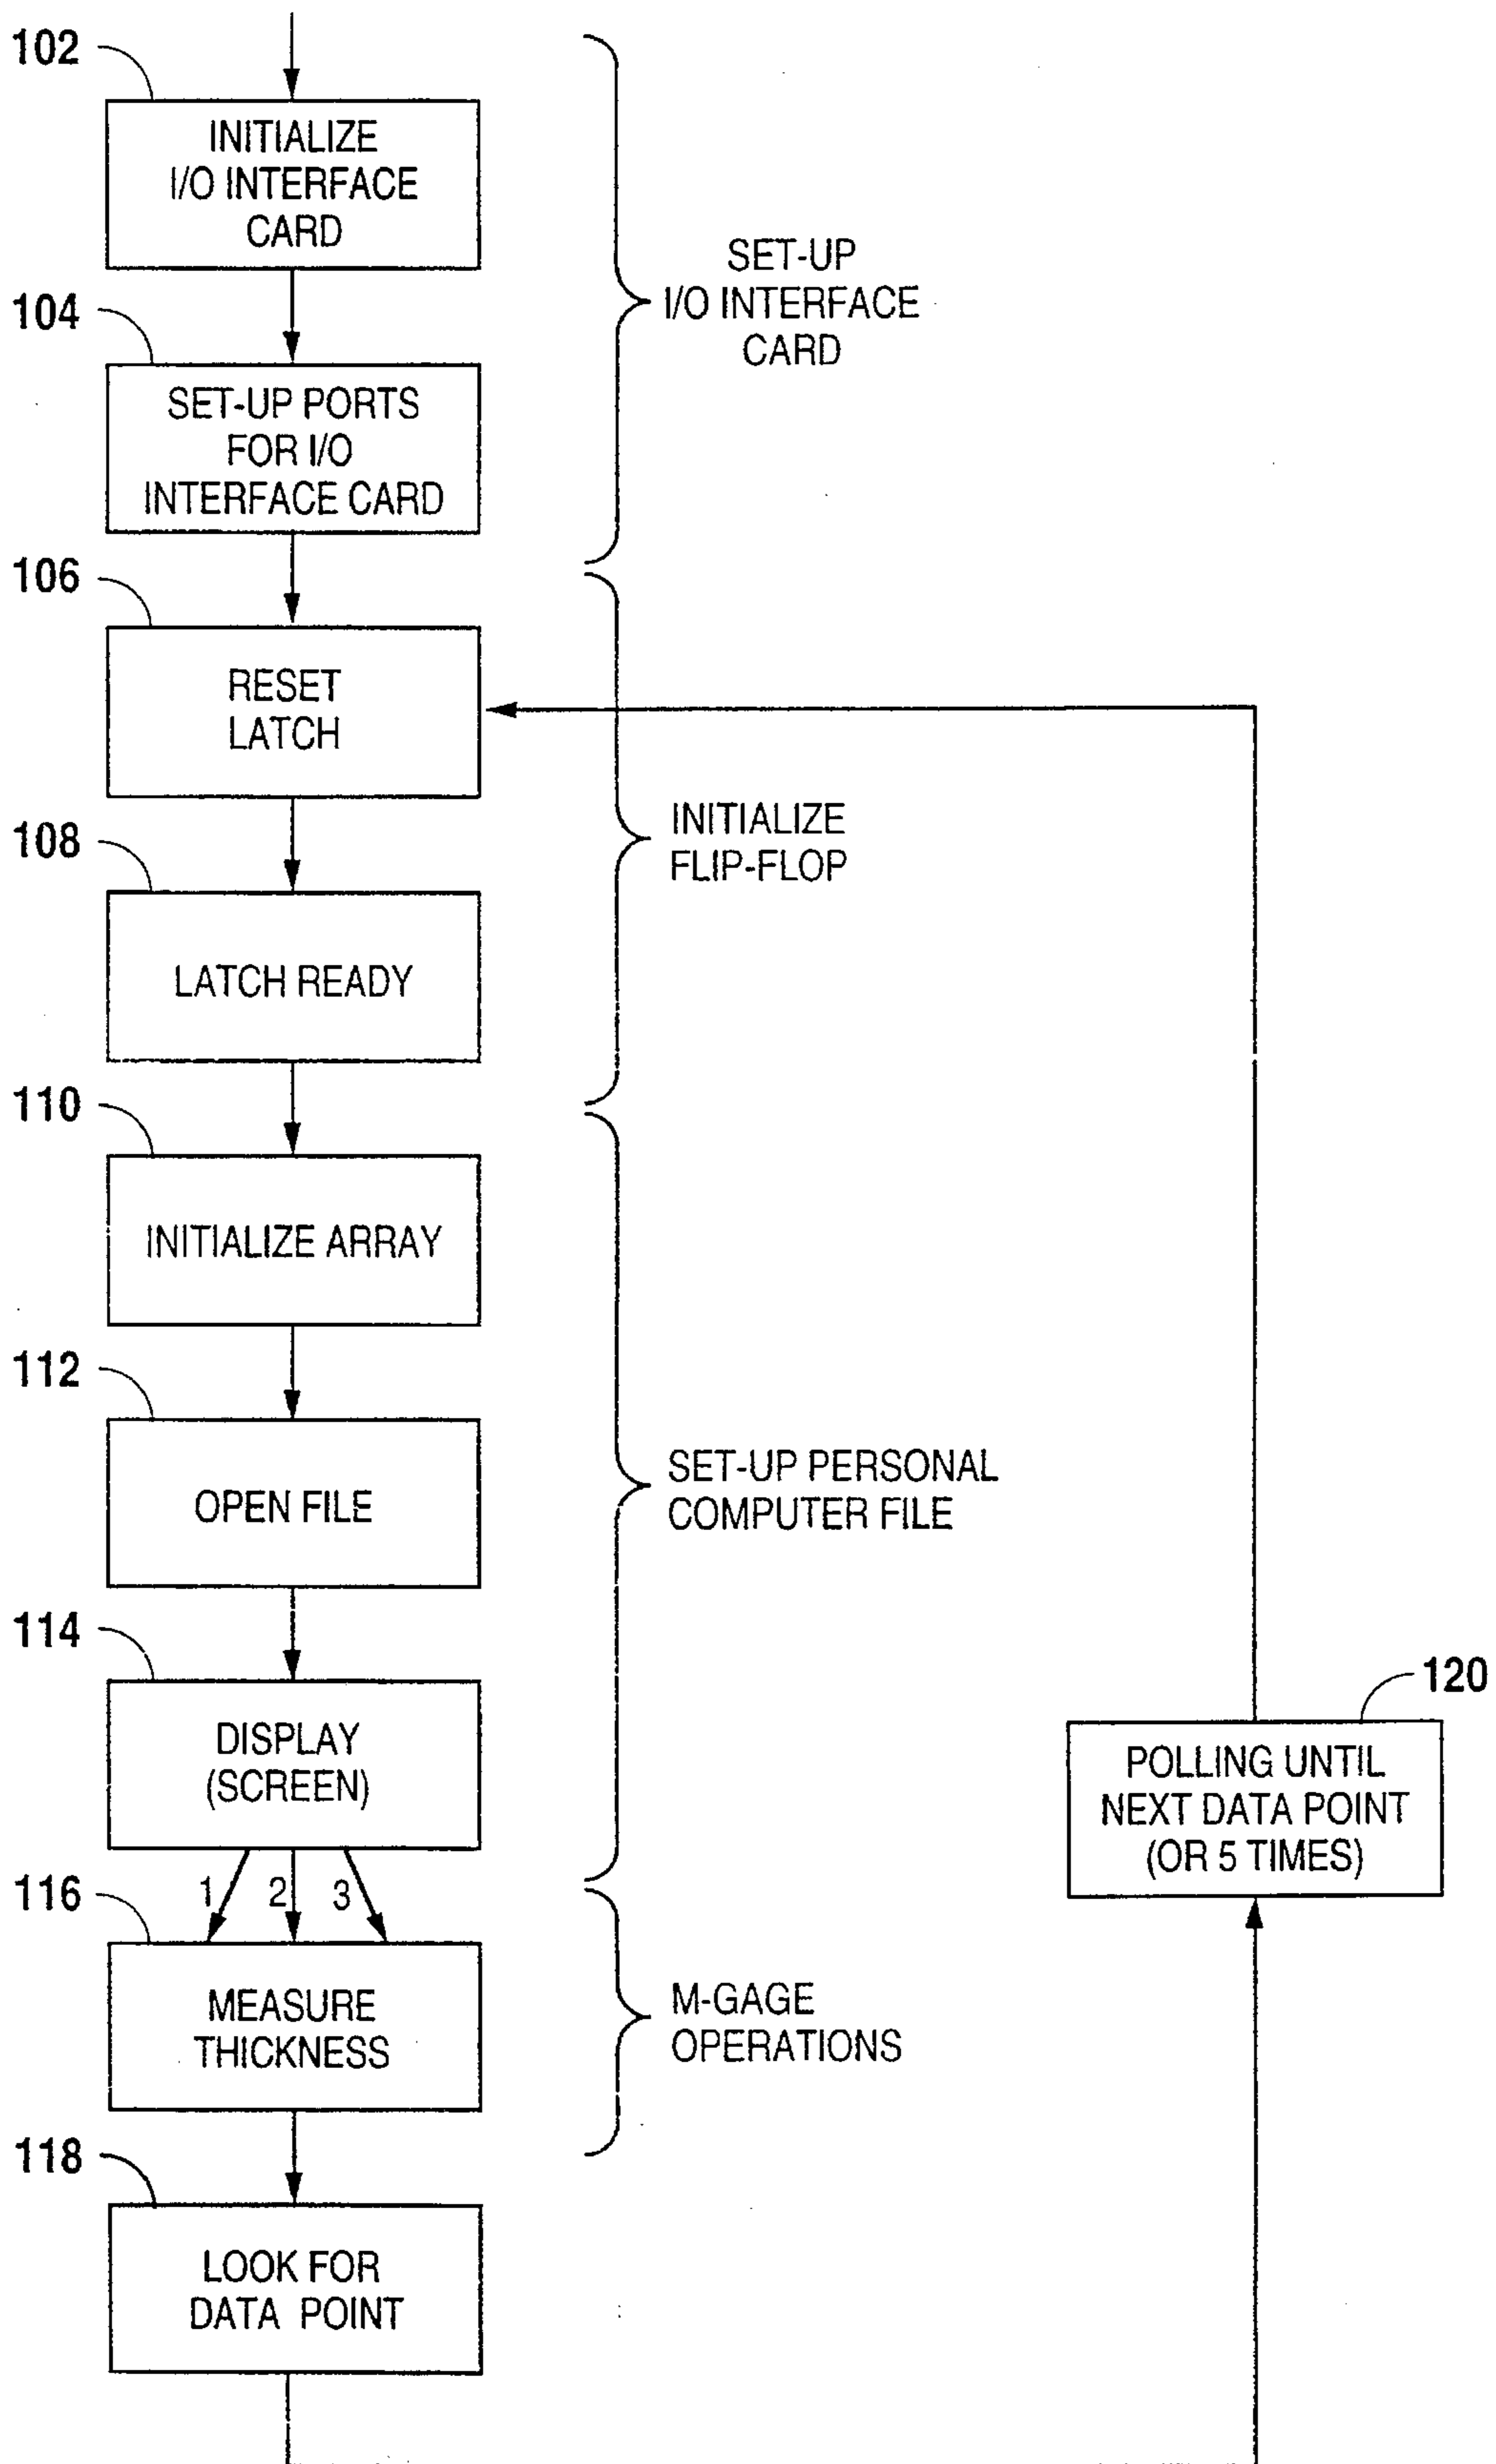 102
INITIALIZE
I/O INTERFACE
CARD
SET-UP
I/O INTERFACE
CARD
104
SET-UP PORTS
FOR I/O
INTERFACE CARD
106
RESET
LATCH
INITIALIZE
FLIP-FLOP
108
LATCH READY
110
INITIALIZE ARRAY
112
OPEN FILE
SET-UP PERSONAL
COMPUTER FILE
114
DISPLAY
(SCREEN)
120
POLLING UNTIL
NEXT DATA POINT
(OR 5 TIMES)
1 2 3
116
MEASURE
THICKNESS
M-GAGE
OPERATIONS
118
LOOK FOR
DATA POINT